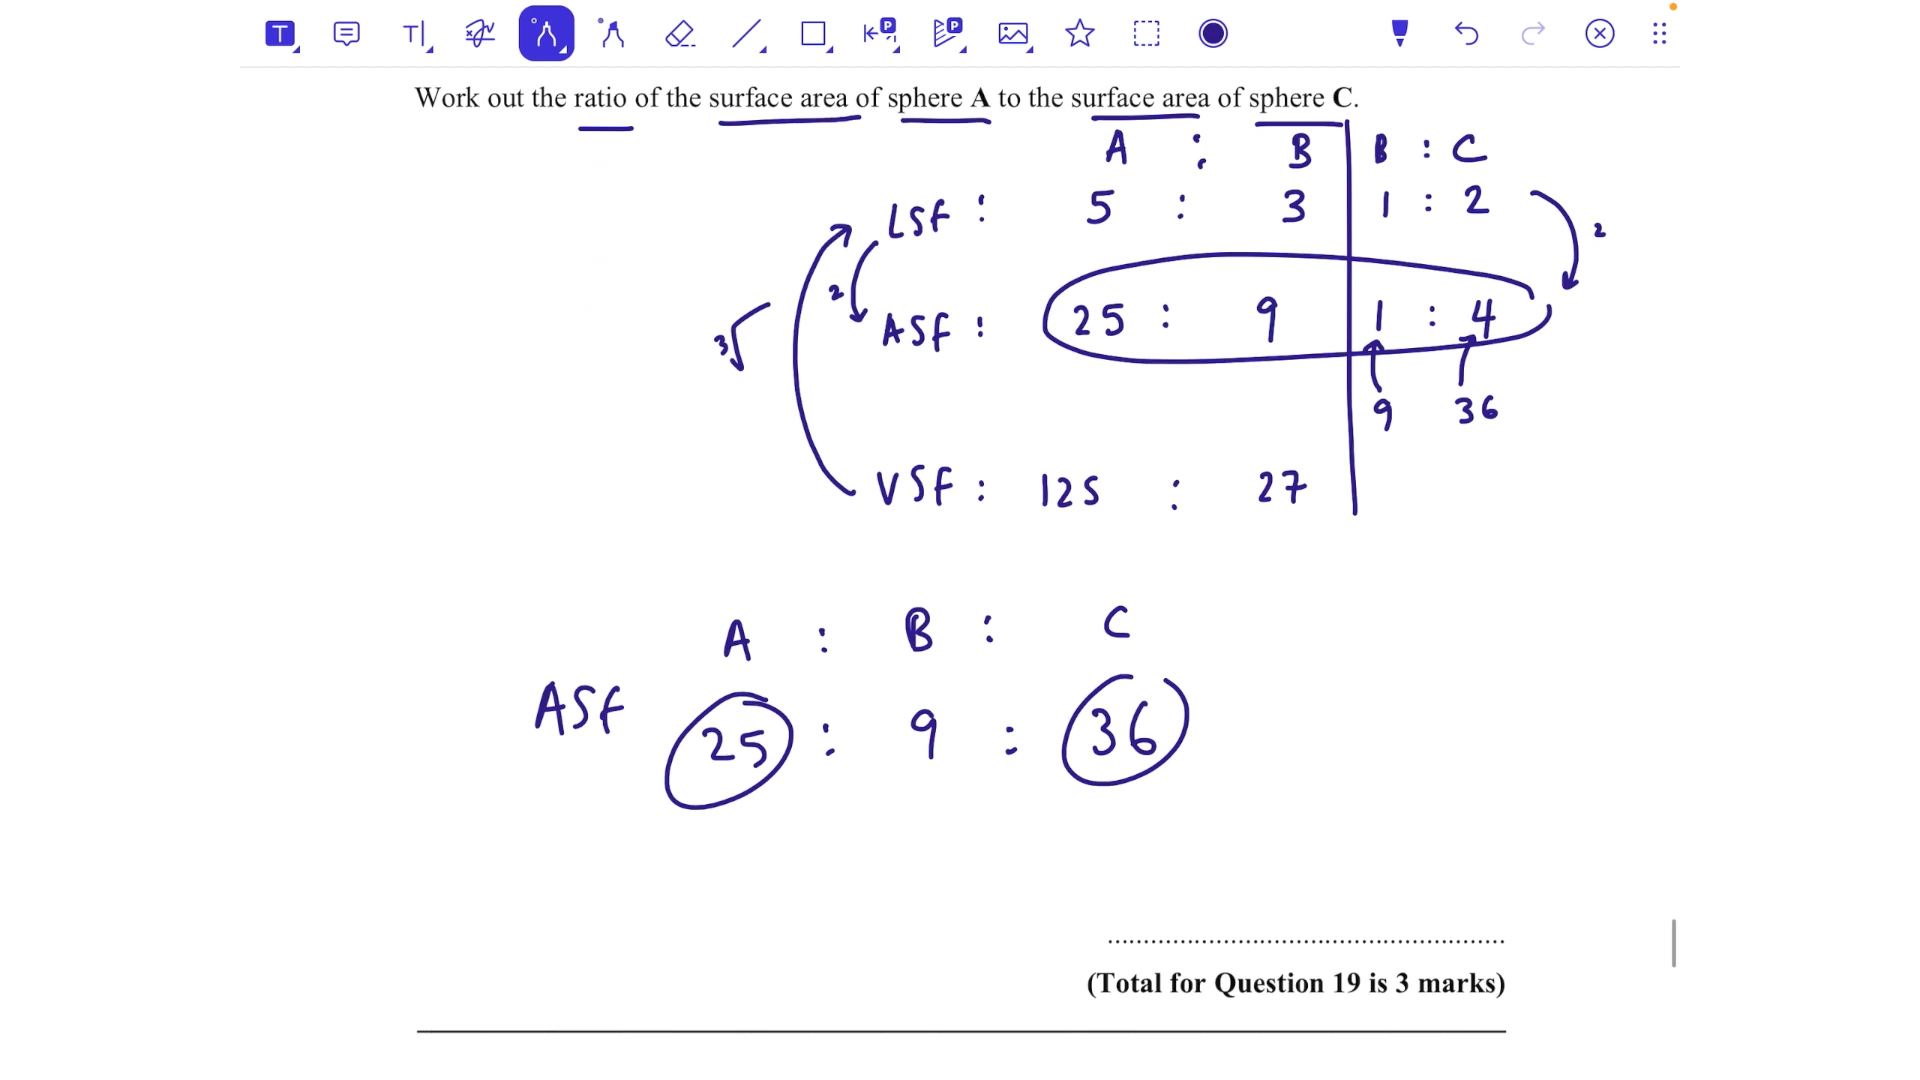 Work out the ratio of the surface area of sphere A to the surface area of sphere C.
A : B B : C
LSF : 5 : 3 1 : 2
2
2
ASF : 25 : 9 1 : 4
3√
9 36
VSF : 125 : 27
A : B : C
ASF 25 : 9 : 36
(Total for Question 19 is 3 marks)